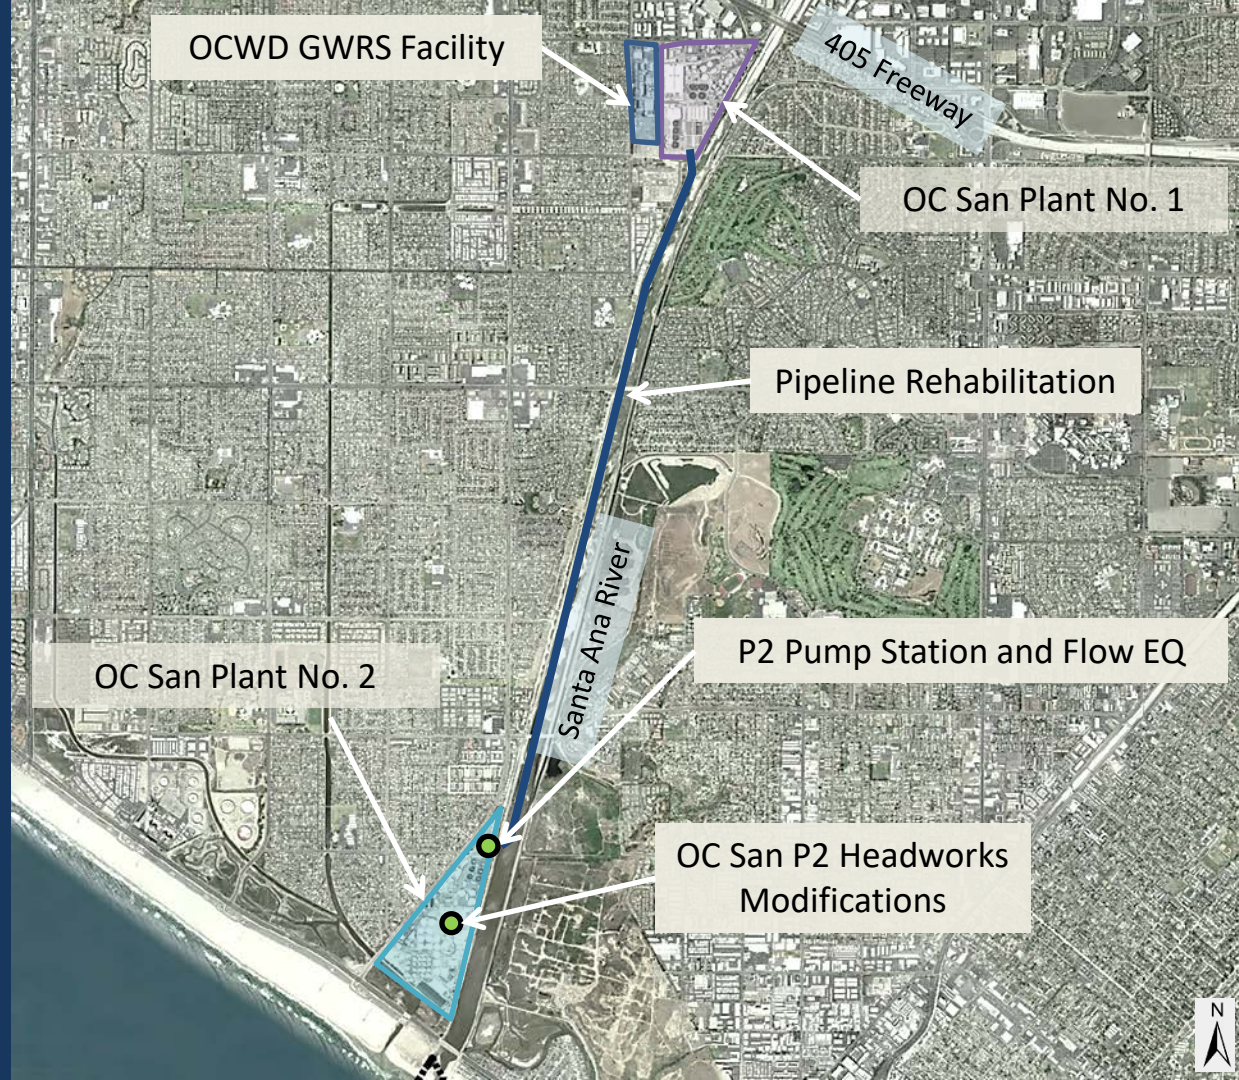 OCWD GWRS Facility
405 Freeway
OC San Plant No. 1
Pipeline Rehabilitation
Santa Ana River
P2 Pump Station and Flow EQ
OC San Plant No. 2
OC San P2 Headworks
Modifications
N